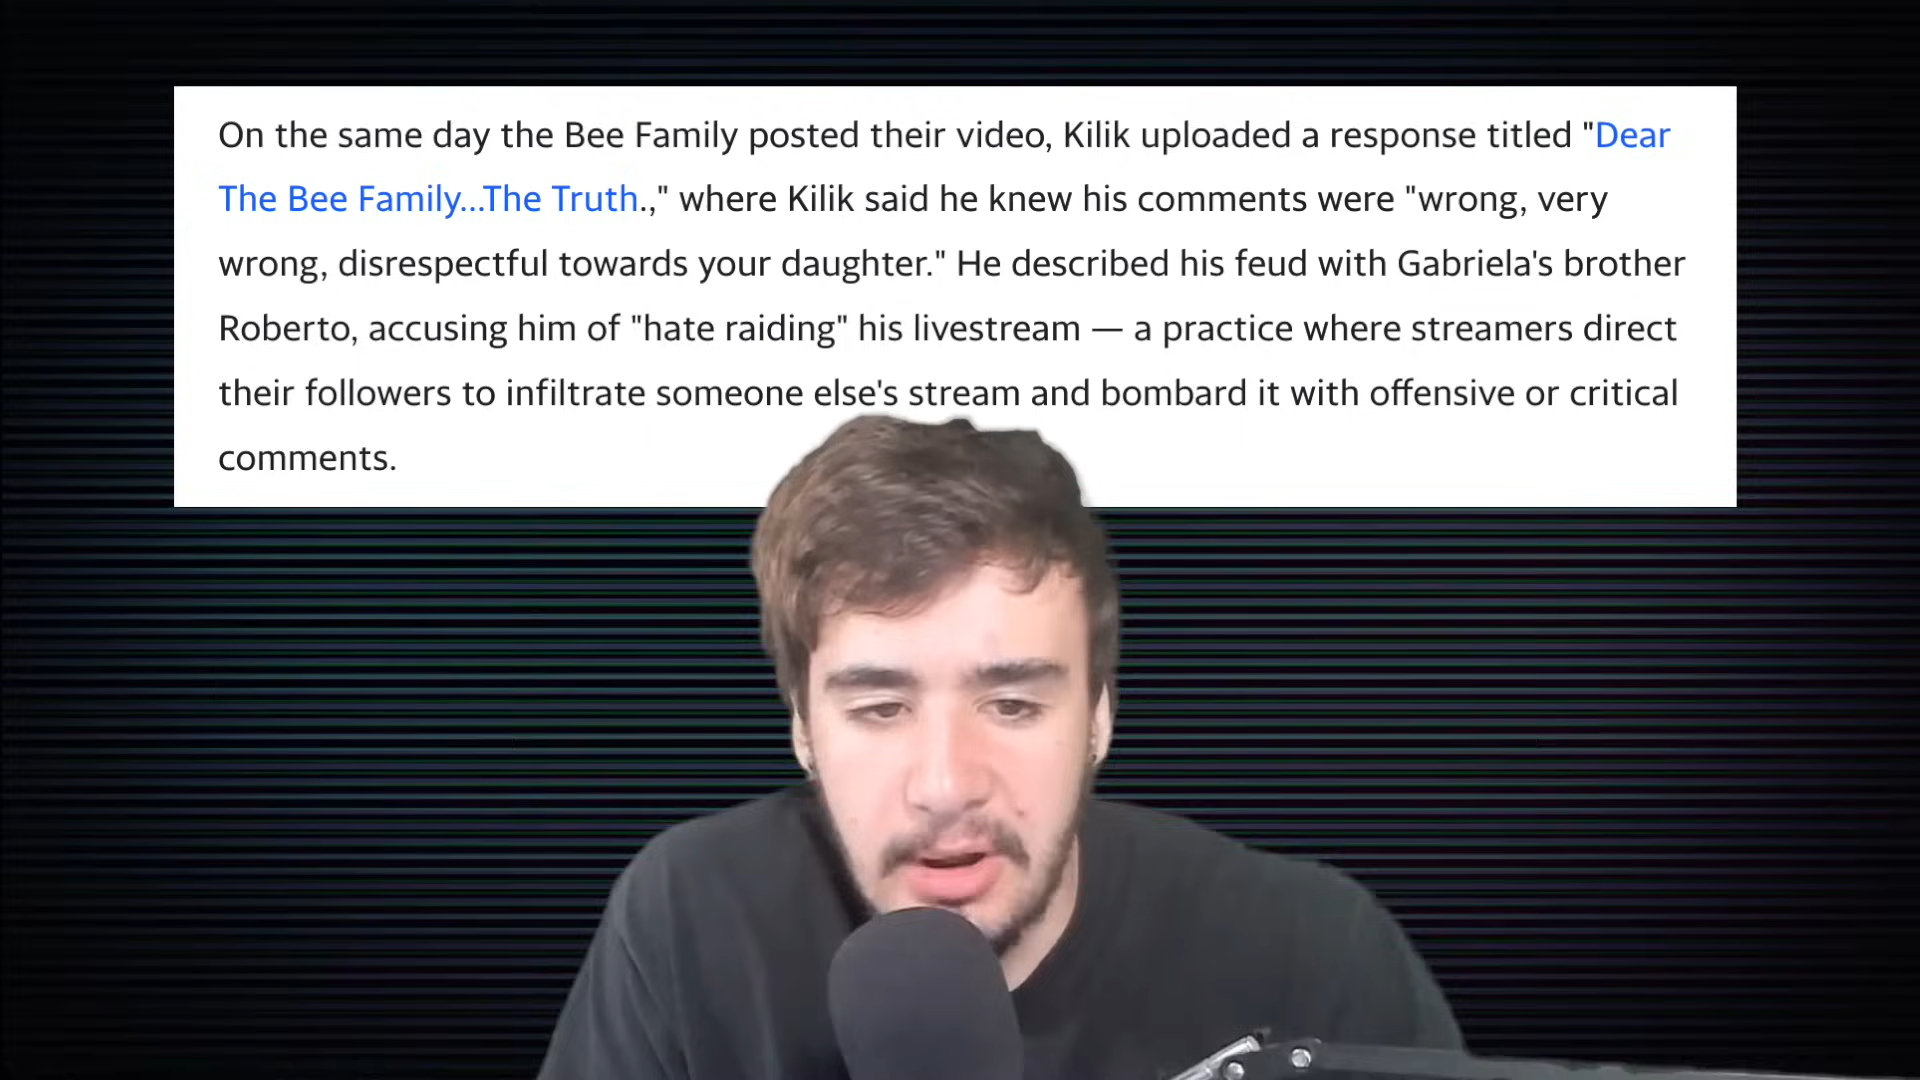 On the same day the Bee Family posted their video, Kilik uploaded a response titled "Dear
The Bee Family...The Truth.," where Kilik said he knew his comments were "wrong, very
wrong, disrespectful towards your daughter." He described his feud with Gabriela's brother
Roberto, accusing him of "hate raiding" his livestream — a practice where streamers direct
their followers to infiltrate someone else's stream and bombard it with offensive or critical
comments.